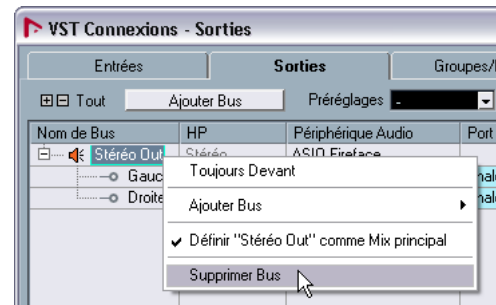 VST Connexions - Sorties
Entrées Sorties Groupes/
Tout Ajouter Bus Préréglages -
Nom de Bus HP Périphérique Audio Port
Stéréo Out Stéréo ASIO Fireface
Gauc
Droite
Toujours Devant
Ajouter Bus
Définir "Stéréo Out" comme Mix principal
Supprimer Bus